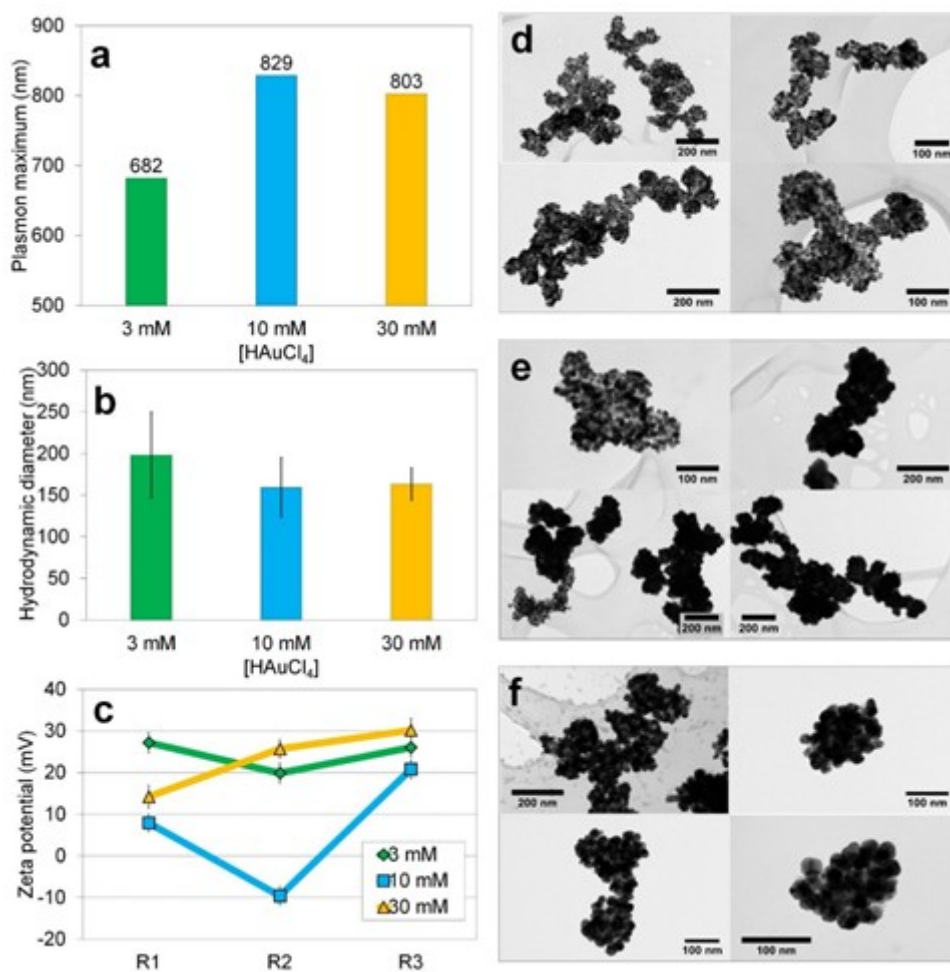 a
Plasmon maximum (nm)
900
800
700
600
500
682
829
803
3 mM
10 mM
30 mM
[HAuCl₄]
b
Hydrodynamic diameter (nm)
300
250
200
150
100
50
0
3 mM
10 mM
30 mM
[HAuCl₄]
c
Zeta potential (mV)
40
30
20
10
0
-10
-20
3 mM
10 mM
30 mM
R1
R2
R3
d
200 nm
100 nm
200 nm
100 nm
e
100 nm
200 nm
200 nm
200 nm
f
200 nm
100 nm
100 nm
100 nm